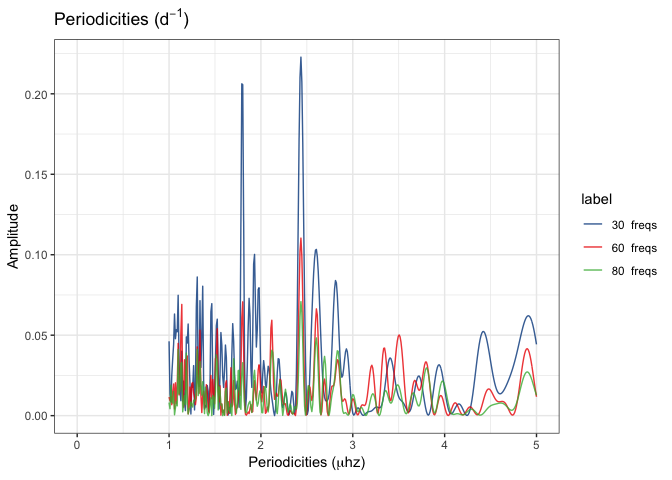 Periodicities (d⁻¹)
0.20
0.15
0.10
0.05
0.00
Amplitude
0 1 2 3 4 5
Periodicities (μhz)
label
30 freqs
60 freqs
80 freqs